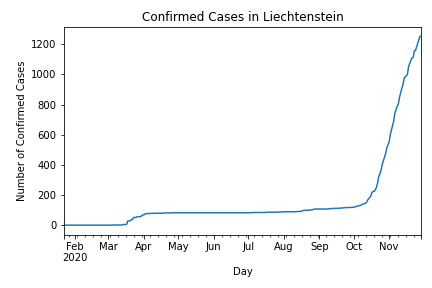 Confirmed Cases in Liechtenstein
Number of Confirmed Cases
1200
1000
800
600
400
200
0
Feb Mar Apr May Jun Jul Aug Sep Oct Nov
2020
Day